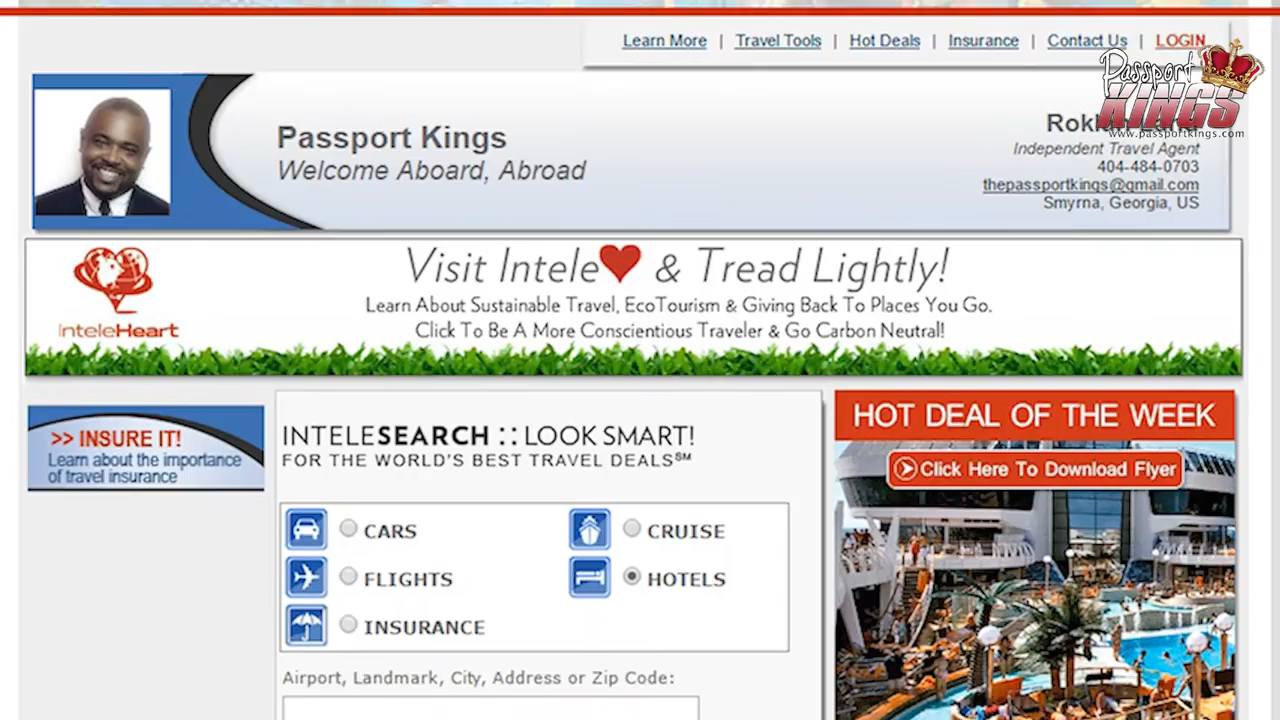 Learn More | Travel Tools | Hot Deals | Insurance | Contact Us | LOGIN
Passport
KINGS
www.passportkings.com
Passport Kings
Welcome Aboard, Abroad
Independent Travel Agent
404-484-0703
thepassportkings@gmail.com
Smyrna, Georgia, US
Visit Intele & Tread Lightly!
Learn About Sustainable Travel, EcoTourism & Giving Back To Places You Go.
Click To Be A More Conscientious Traveler & Go Carbon Neutral!
InteleHeart
>> INSURE IT!
Learn about the importance
of travel insurance
INTELESEARCH :: LOOK SMART!
FOR THE WORLD'S BEST TRAVEL DEALS℠
CARS
CRUISE
FLIGHTS
HOTELS
INSURANCE
Airport, Landmark, City, Address or Zip Code:
HOT DEAL OF THE WEEK
Click Here To Download Flyer